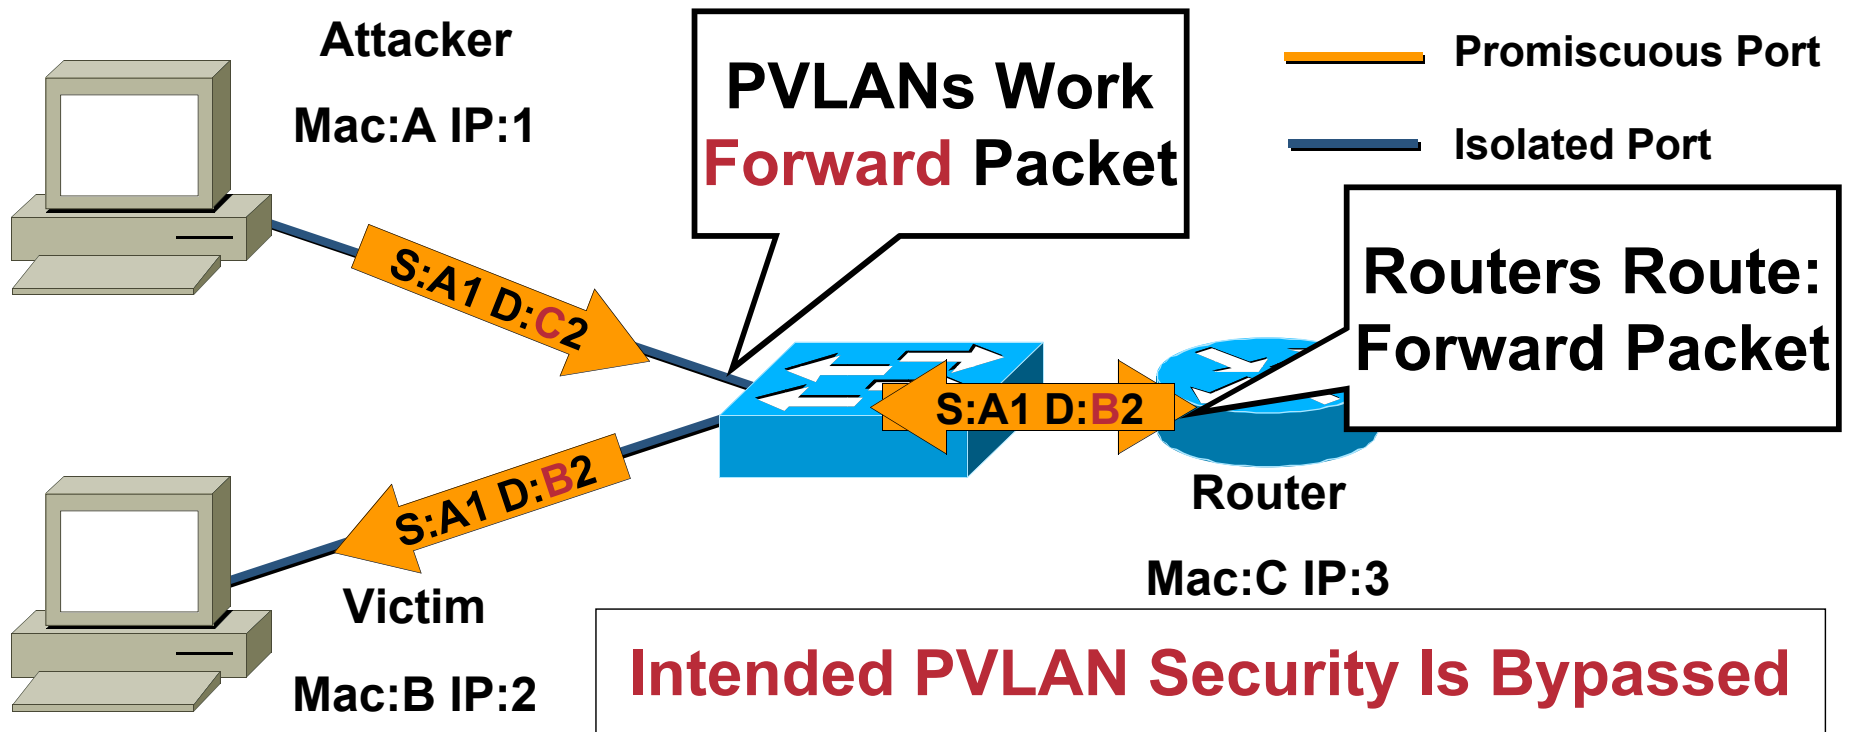 Attacker
Mac:A IP:1
PVLANs Work
Forward Packet
Promiscuous Port
Isolated Port
Routers Route:
Forward Packet
S:A1 D:C2
S:A1 D:B2
S:A1 D:B2
Router
Mac:C IP:3
Victim
Mac:B IP:2
Intended PVLAN Security Is Bypassed